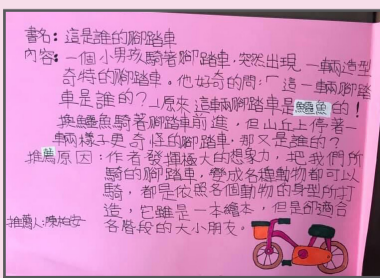 書名：這是誰的腳踏車
內容：一個小男孩騎著腳踏車，突然出現一輛造型
奇特的腳踏車。他好奇的問：「這一輛腳踏
車是誰的？」原來這輛腳踏車是鱷魚的！
換鱷魚騎著腳踏車前進，但山丘上停著一
輛樣子更奇怪的腳踏車，那又是誰的？
推薦原因：作者發揮極大的想象力，把我們所
騎的腳踏車，變成各種動物都可以
騎，都是依照各個動物的身型所打
造，它雖是一本繪本，但是卻適合
各階段的大小朋友。
推薦人：陳柏安